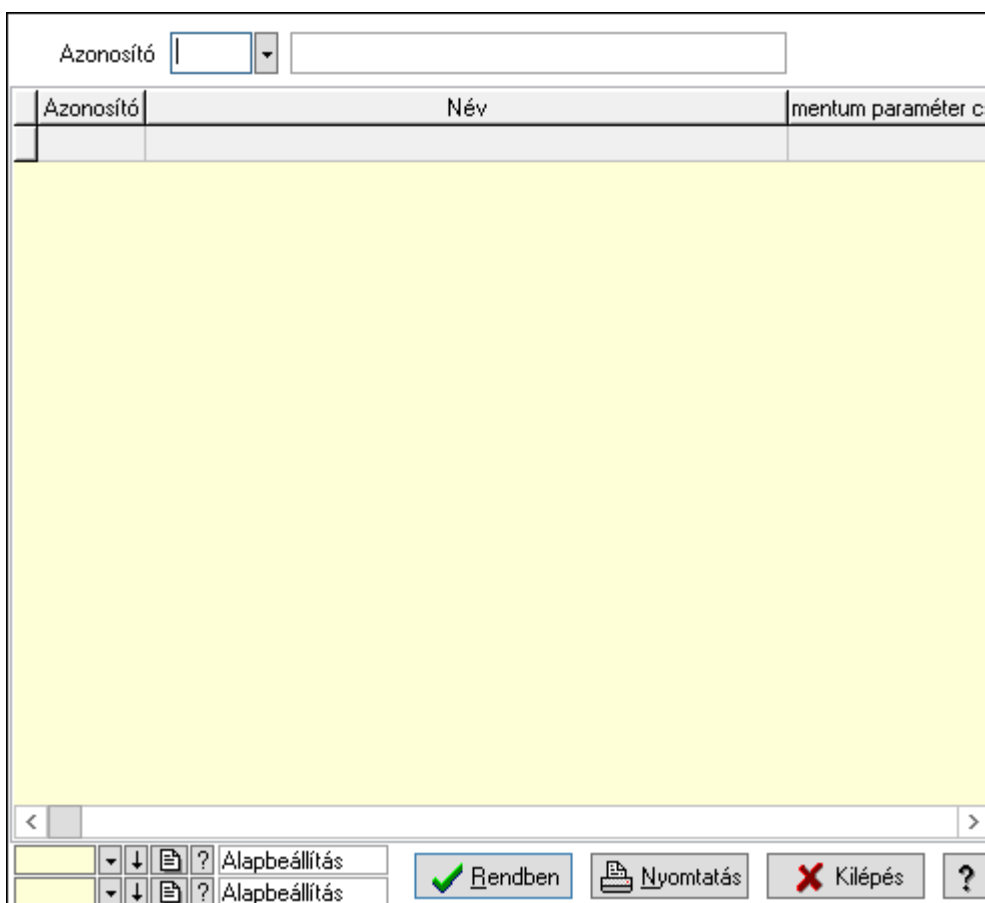 Azonosító
Azonosító Név mentum paraméter c
? Alapbeállítás
? Alapbeállítás
Rendben Nyomtatás Kilépés ?